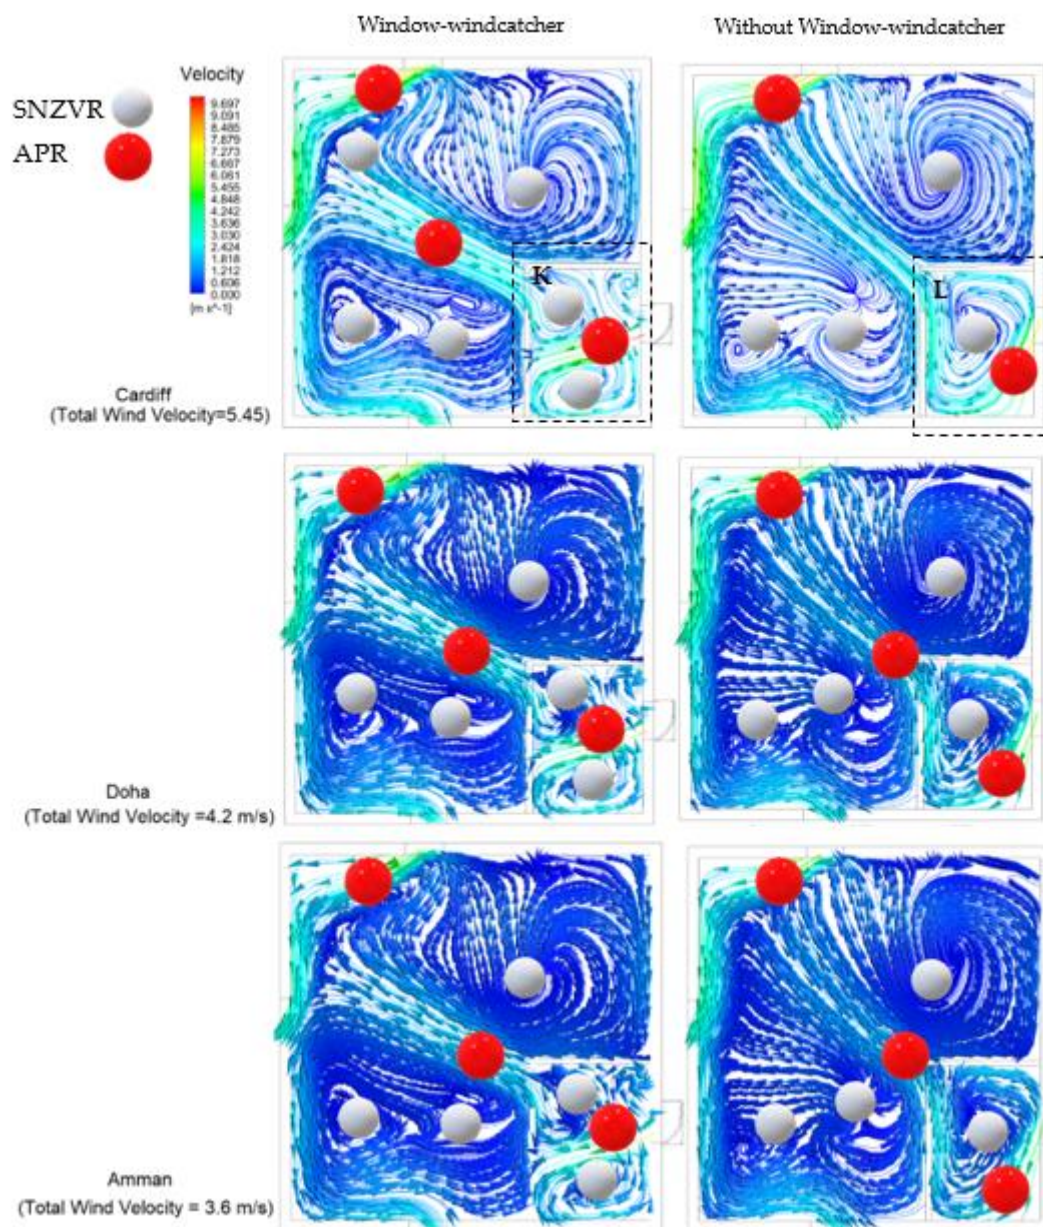 Window-windcatcher
Without Window-windcatcher
Velocity
SNZVR
APR
9.697
9.091
8.485
7.879
7.273
6.667
6.061
5.455
4.848
4.242
3.636
3.030
2.424
1.818
1.212
0.606
0.000
[m s^-1]
K
L
Cardiff
(Total Wind Velocity=5.45)
Doha
(Total Wind Velocity =4.2 m/s)
Amman
(Total Wind Velocity = 3.6 m/s)